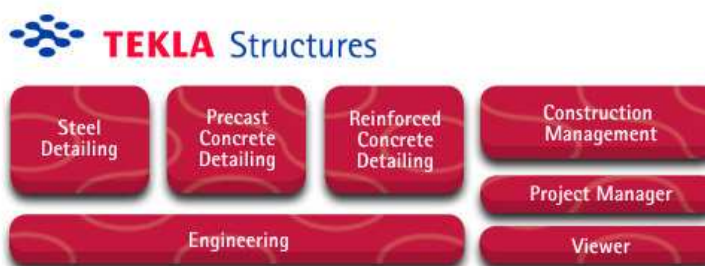 TEKLA Structures
Steel
Detailing
Precast
Concrete
Detailing
Reinforced
Concrete
Detailing
Construction
Management
Project Manager
Engineering
Viewer